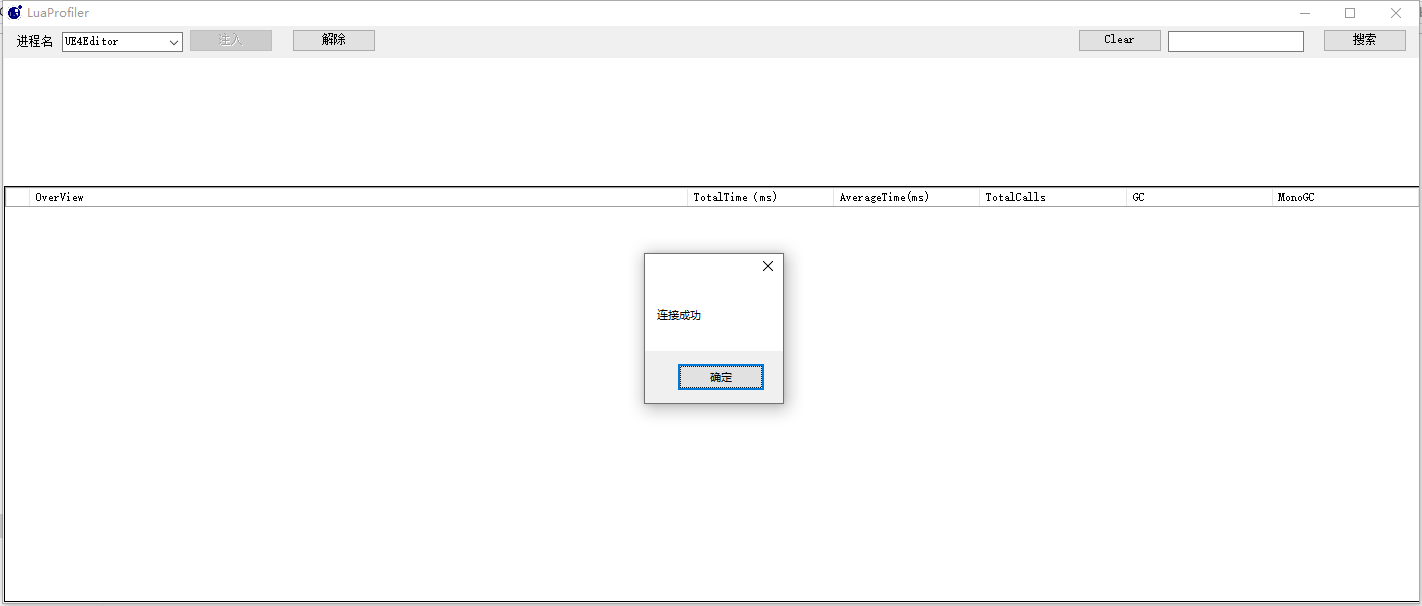 LuaProfiler
进程名 UE4Editor 注入 解除 Clear 搜索
OverView TotalTime (ms) AverageTime(ms) TotalCalls GC MonoGC
连接成功
确定